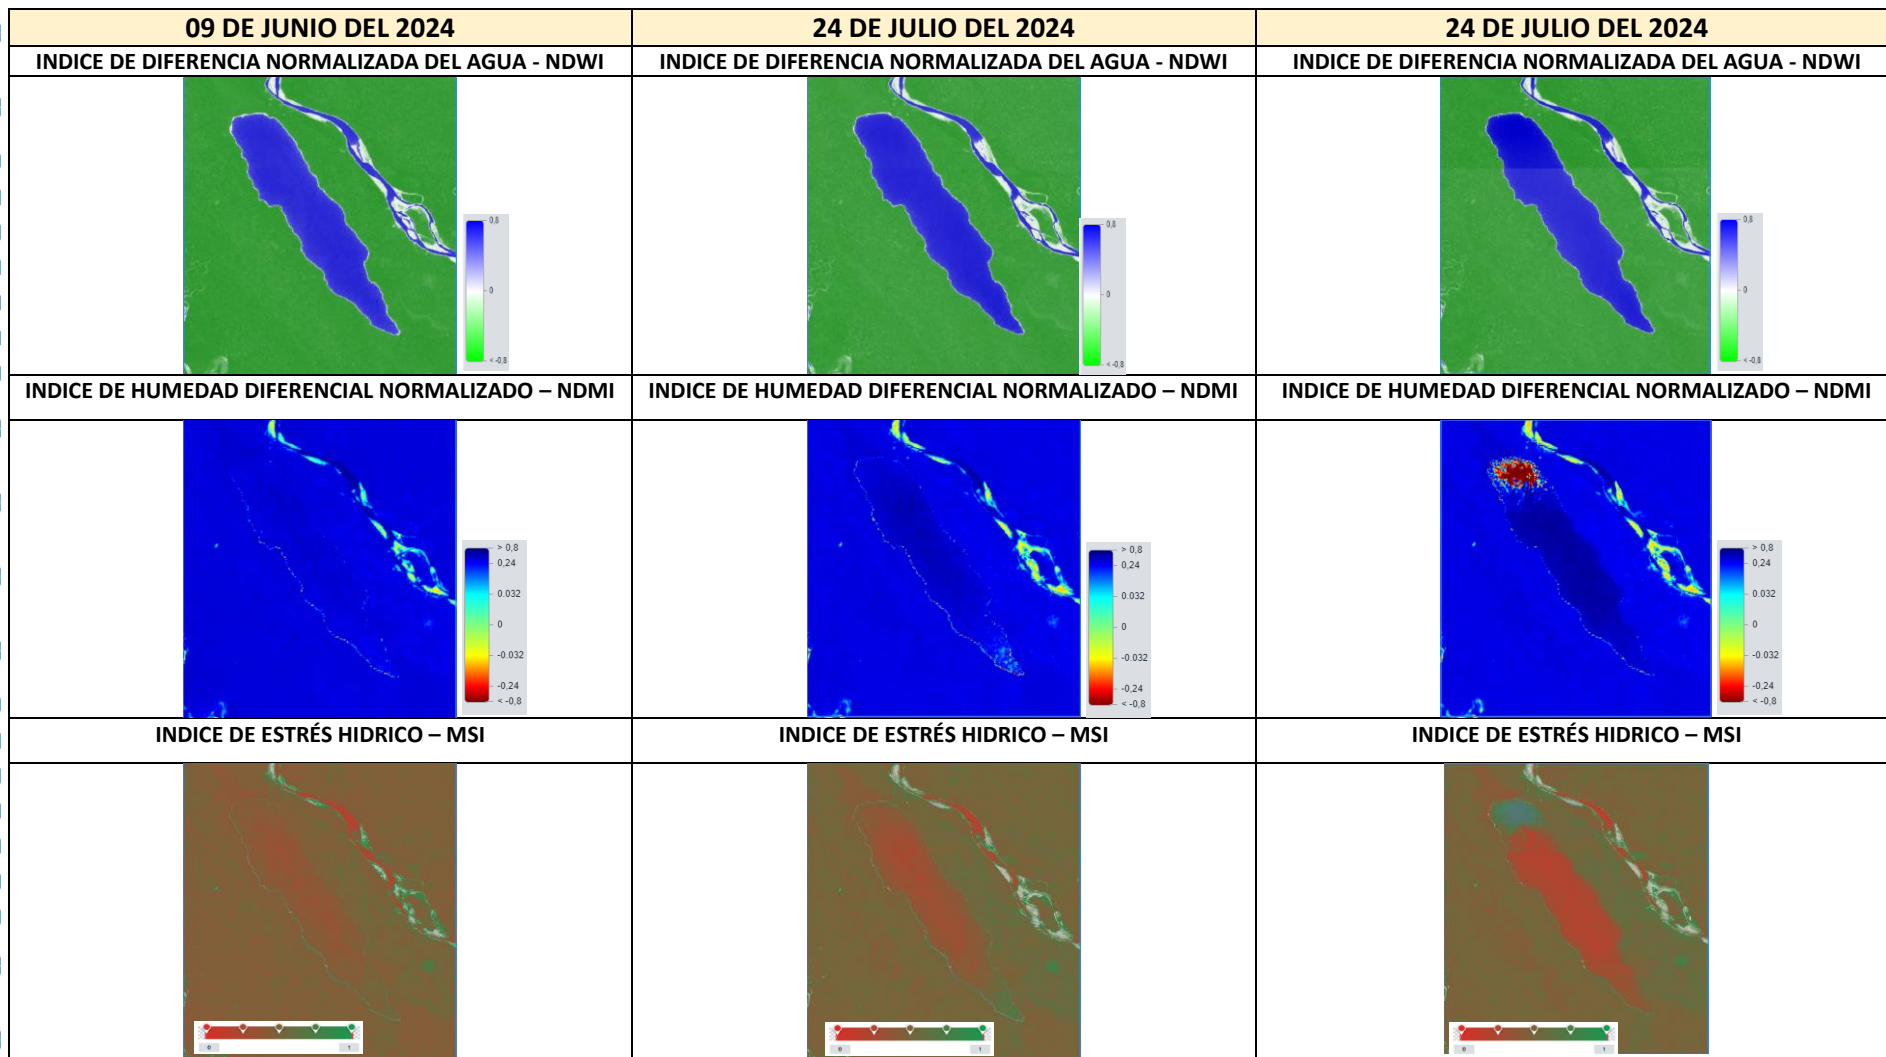 09 DE JUNIO DEL 2024
24 DE JULIO DEL 2024
24 DE JULIO DEL 2024
INDICE DE DIFERENCIA NORMALIZADA DEL AGUA - NDWI
INDICE DE DIFERENCIA NORMALIZADA DEL AGUA - NDWI
INDICE DE DIFERENCIA NORMALIZADA DEL AGUA - NDWI
0,8
0
< -0,8
0,8
0
< -0,8
0,8
0
< -0,8
INDICE DE HUMEDAD DIFERENCIAL NORMALIZADO – NDMI
INDICE DE HUMEDAD DIFERENCIAL NORMALIZADO – NDMI
INDICE DE HUMEDAD DIFERENCIAL NORMALIZADO – NDMI
> 0,8
0,24
0.032
0
-0.032
-0,24
< -0,8
> 0,8
0,24
0.032
0
-0.032
-0,24
< -0,8
> 0,8
0,24
0.032
0
-0.032
-0,24
< -0,8
INDICE DE ESTRÉS HIDRICO – MSI
INDICE DE ESTRÉS HIDRICO – MSI
INDICE DE ESTRÉS HIDRICO – MSI
0 1
0 1
0 1